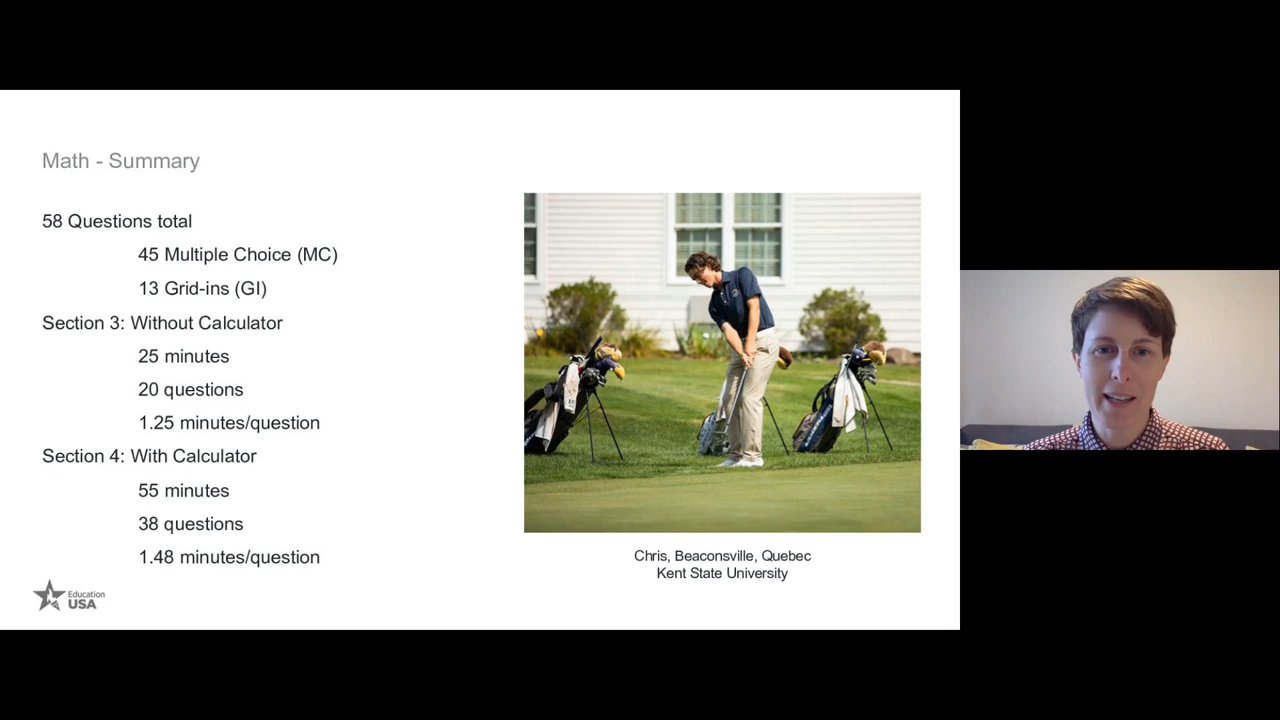 Math - Summary
58 Questions total
45 Multiple Choice (MC)
13 Grid-ins (GI)
Section 3: Without Calculator
25 minutes
20 questions
1.25 minutes/question
Section 4: With Calculator
55 minutes
38 questions
1.48 minutes/question
Chris, Beaconsville, Quebec
Kent State University
Education
USA